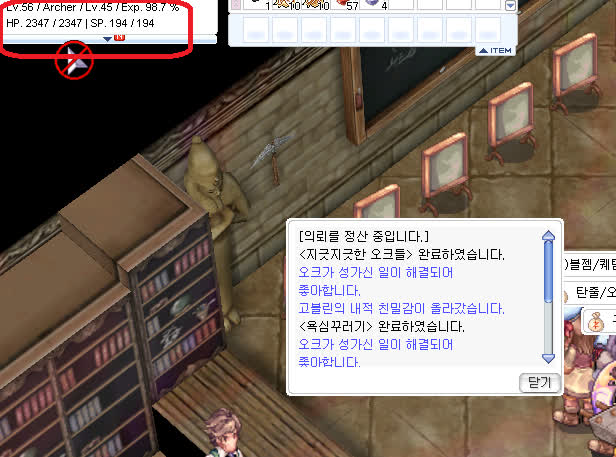 Lv.56 / Archer / Lv.45 / Exp. 98.7 %
HP. 2347 / 2347 | SP. 194 / 194
N
1
10
10
57
4
ITEM
[의뢰를 정산 중입니다.]
<지긋지긋한 오크들> 완료하였습니다.
오크가 성가신 일이 해결되어
좋아합니다.
고블린의 내적 친밀감이 올라갔습니다.
<욕심꾸러기> 완료하였습니다.
오크가 성가신 일이 해결되어
좋아합니다.
닫기
)볼젬/퀘
탄줄/오